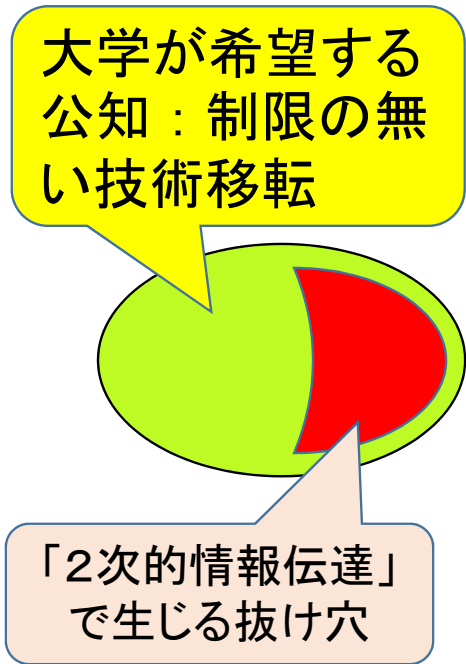 大学が希望する
公知：制限の無
い技術移転
「２次的情報伝達」
で生じる抜け穴